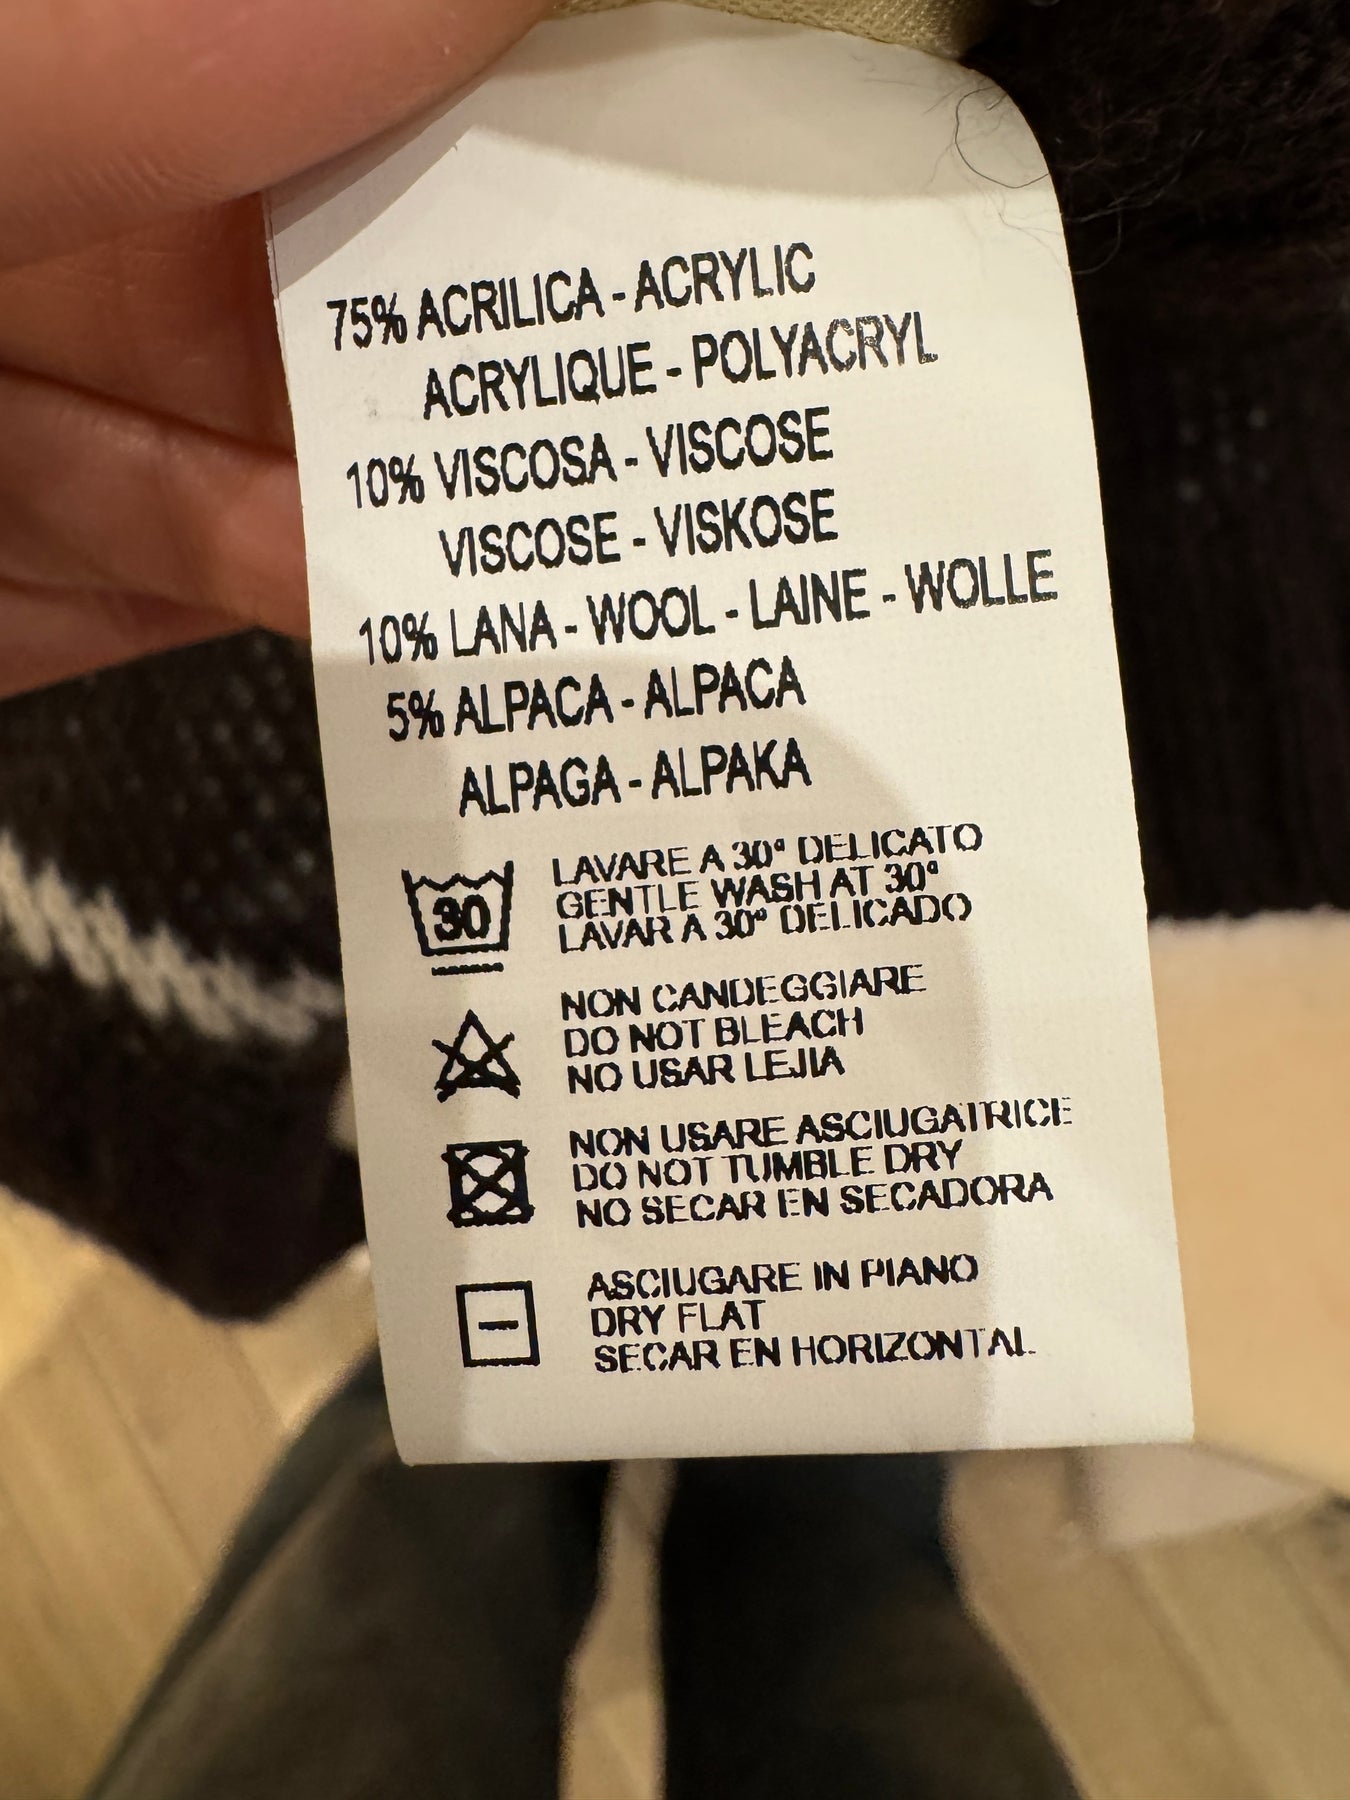 75% ACRILICA - ACRYLIC
ACRYLIQUE - POLYACRYL
10% VISCOSA - VISCOSE
VISCOSE - VISKOSE
10% LANA - WOOL - LAINE - WOLLE
5% ALPACA - ALPACA
ALPAGA - ALPAKA
30
LAVARE A 30° DELICATO
GENTLE WASH AT 30°
LAVAR A 30° DELICADO
NON CANDEGGIARE
DO NOT BLEACH
NO USAR LEJIA
NON USARE ASCIUGATRICE
DO NOT TUMBLE DRY
NO SECAR EN SECADORA
ASCIUGARE IN PIANO
DRY FLAT
SECAR EN HORIZONTAL